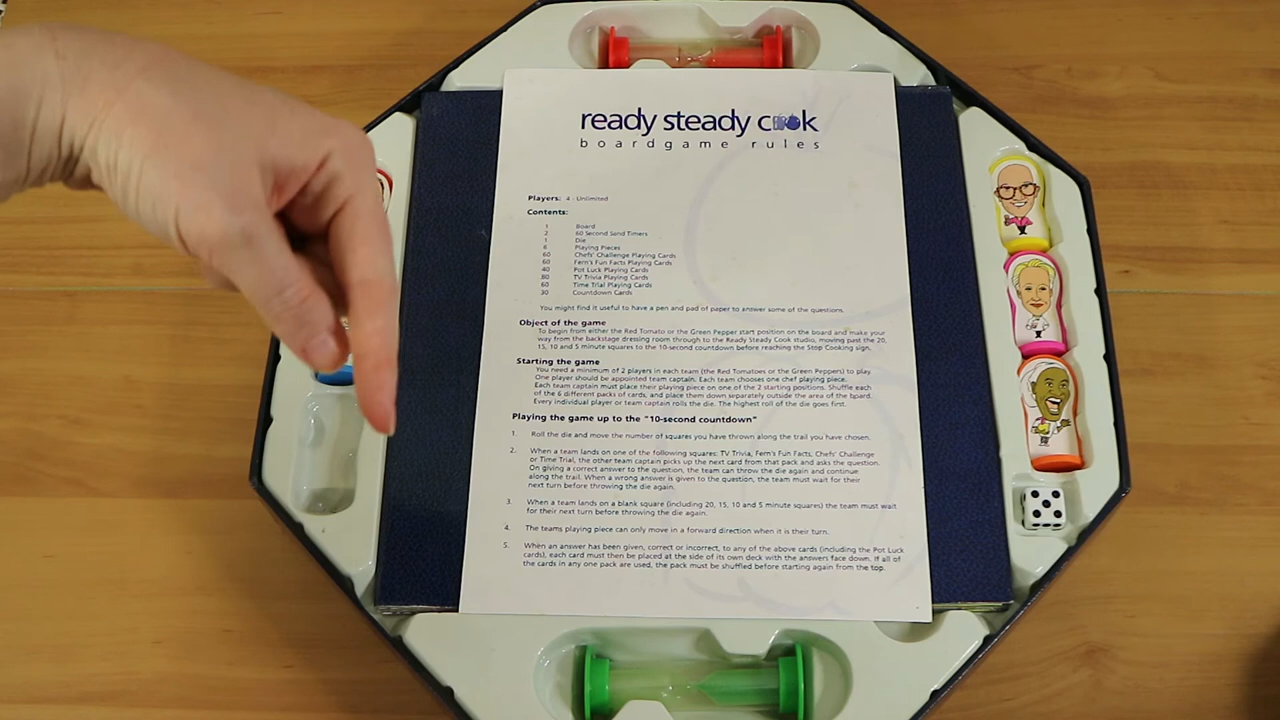 ready steady cook
boardgame rules
Players: 4 - Unlimited
Contents:
1 Board
2 60 Second Sand Timers
1 Die
6 Playing Pieces
60 Chefs' Challenge Playing Cards
60 Fern's Fun Facts Playing Cards
40 Pot Luck Playing Cards
80 TV Trivia Playing Cards
60 Time Trial Playing Cards
30 Countdown Cards
You might find it useful to have a pen and pad of paper to answer some of the questions.
Object of the game
To begin from either the Red Tomato or the Green Pepper start position on the board and make your
way from the backstage dressing room through to the Ready Steady Cook studio, moving past the 20,
15, 10 and 5 minute squares to the 10-second countdown before reaching the Stop Cooking sign.
Starting the game
You need a minimum of 2 players in each team (the Red Tomatoes or the Green Peppers) to play
One player should be appointed team captain. Each team chooses one chef playing piece.
Each team captain must place their playing piece on one of the 2 starting positions. Shuffle each
of the 6 different packs of cards, and place them down separately outside the area of the board.
Every individual player or team captain rolls the die. The highest roll of the die goes first.
Playing the game up to the "10-second countdown"
1. Roll the die and move the number of squares you have thrown along the trail you have chosen.
2. When a team lands on one of the following squares: TV Trivia, Fern's Fun Facts, Chefs' Challenge
or Time Trial, the other team captain picks up the next card from that pack and asks the question.
On giving a correct answer to the question, the team can throw the die again and continue
along the trail. When a wrong answer is given to the question, the team must wait for their
next turn before throwing the die again.
3. When a team lands on a blank square (including 20, 15, 10 and 5 minute squares) the team must wait
for their next turn before throwing the die again.
4. The teams playing piece can only move in a forward direction when it is their turn.
5. When an answer has been given, correct or incorrect, to any of the above cards (including the Pot Luck
cards), each card must then be placed at the side of its own deck with the answers face down. If all of
the cards in any one pack are used, the pack must be shuffled before starting again from the top.